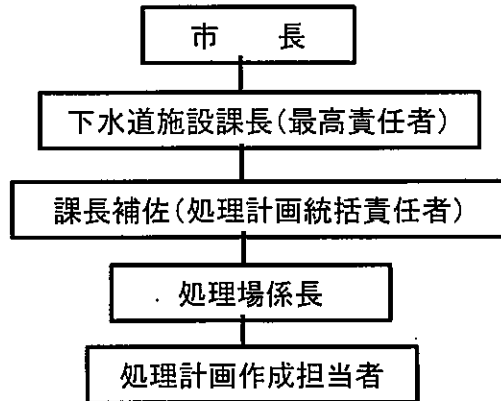 市　　長
下水道施設課長(最高責任者)
課長補佐(処理計画統括責任者)
処理場係長
処理計画作成担当者